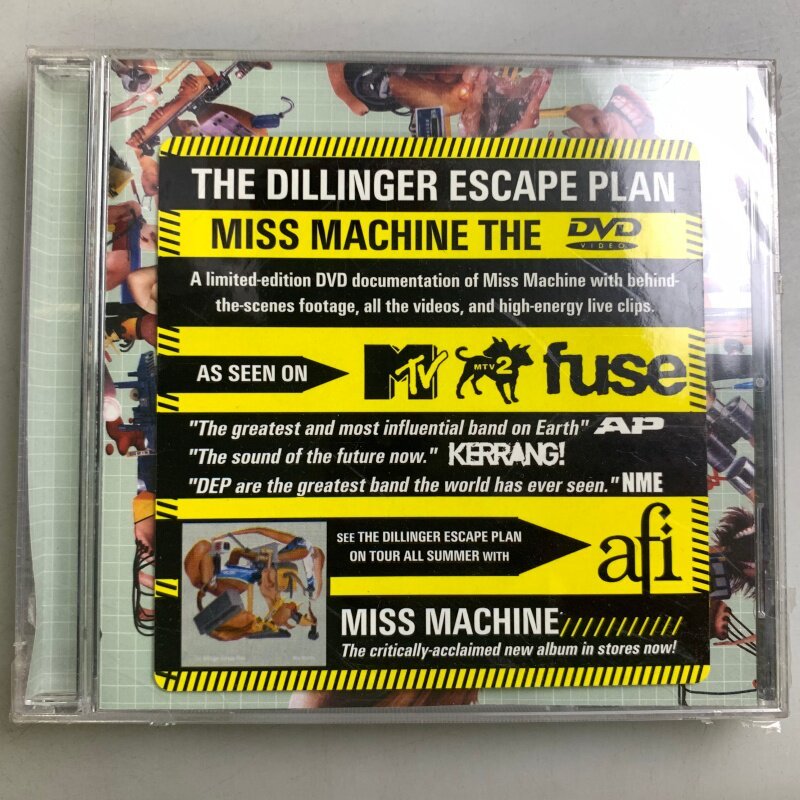 THE DILLINGER ESCAPE PLAN
MISS MACHINE THE DVD VIDEO
A limited-edition DVD documentation of Miss Machine with behind-
the-scenes footage, all the videos, and high-energy live clips.
AS SEEN ON MTV MTV2 fuse
"The greatest and most influential band on Earth" AP
"The sound of the future now." KERRANG!
"DEP are the greatest band the world has ever seen." NME
SEE THE DILLINGER ESCAPE PLAN
ON TOUR ALL SUMMER WITH
afi
MISS MACHINE
The critically-acclaimed new album in stores now!